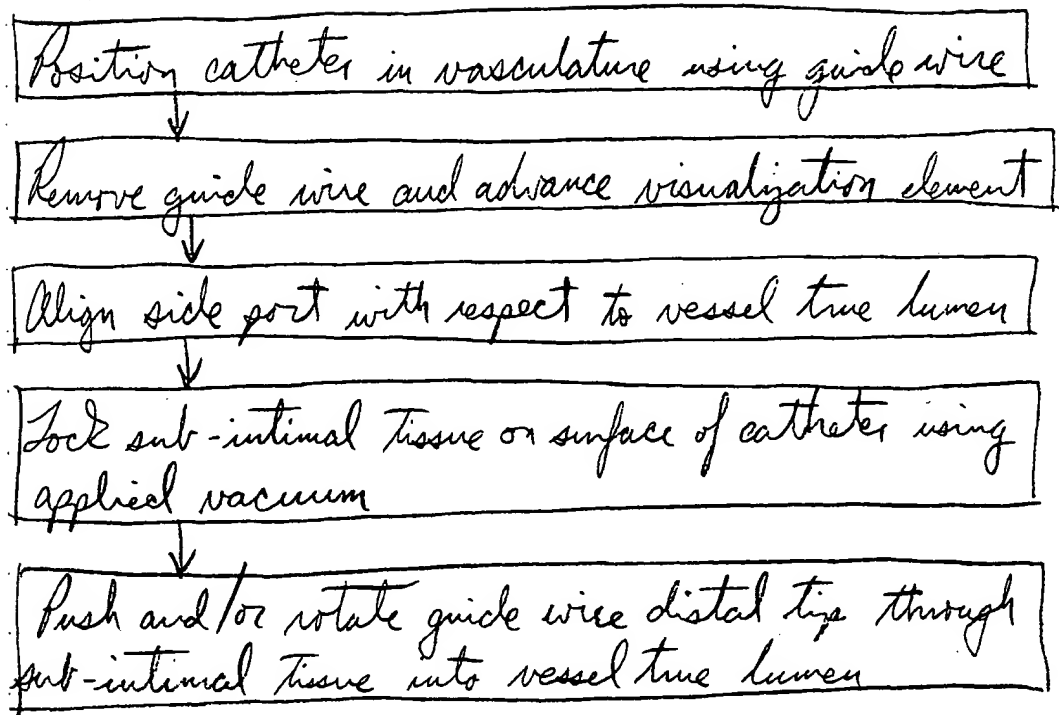 Position catheter in vasculature using guide wire
Remove guide wire and advance visualization element
Align side port with respect to vessel true lumen
Lock sub-intimal tissue on surface of catheter using
applied vacuum
Push and/or rotate guide wire distal tip through
sub-intimal tissue into vessel true lumen